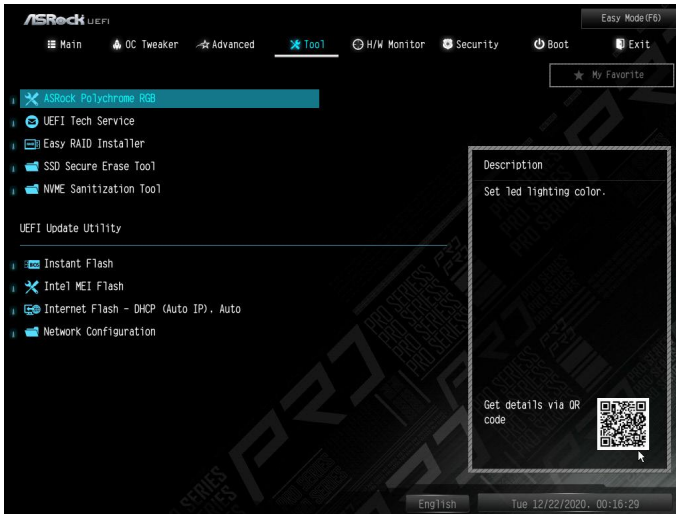 ASRock UEFI
Easy Mode(F6)
Main OC Tweaker Advanced Tool H/W Monitor Security Boot Exit
My Favorite
ASRock Polychrome RGB
UEFI Tech Service
Easy RAID Installer
SSD Secure Erase Tool
NVME Sanitization Tool
UEFI Update Utility
Instant Flash
Intel MEI Flash
Internet Flash - DHCP (Auto IP), Auto
Network Configuration
Description
Set led lighting color.
Get details via QR
code
English
Tue 12/22/2020, 00:16:29
PRO SERIES